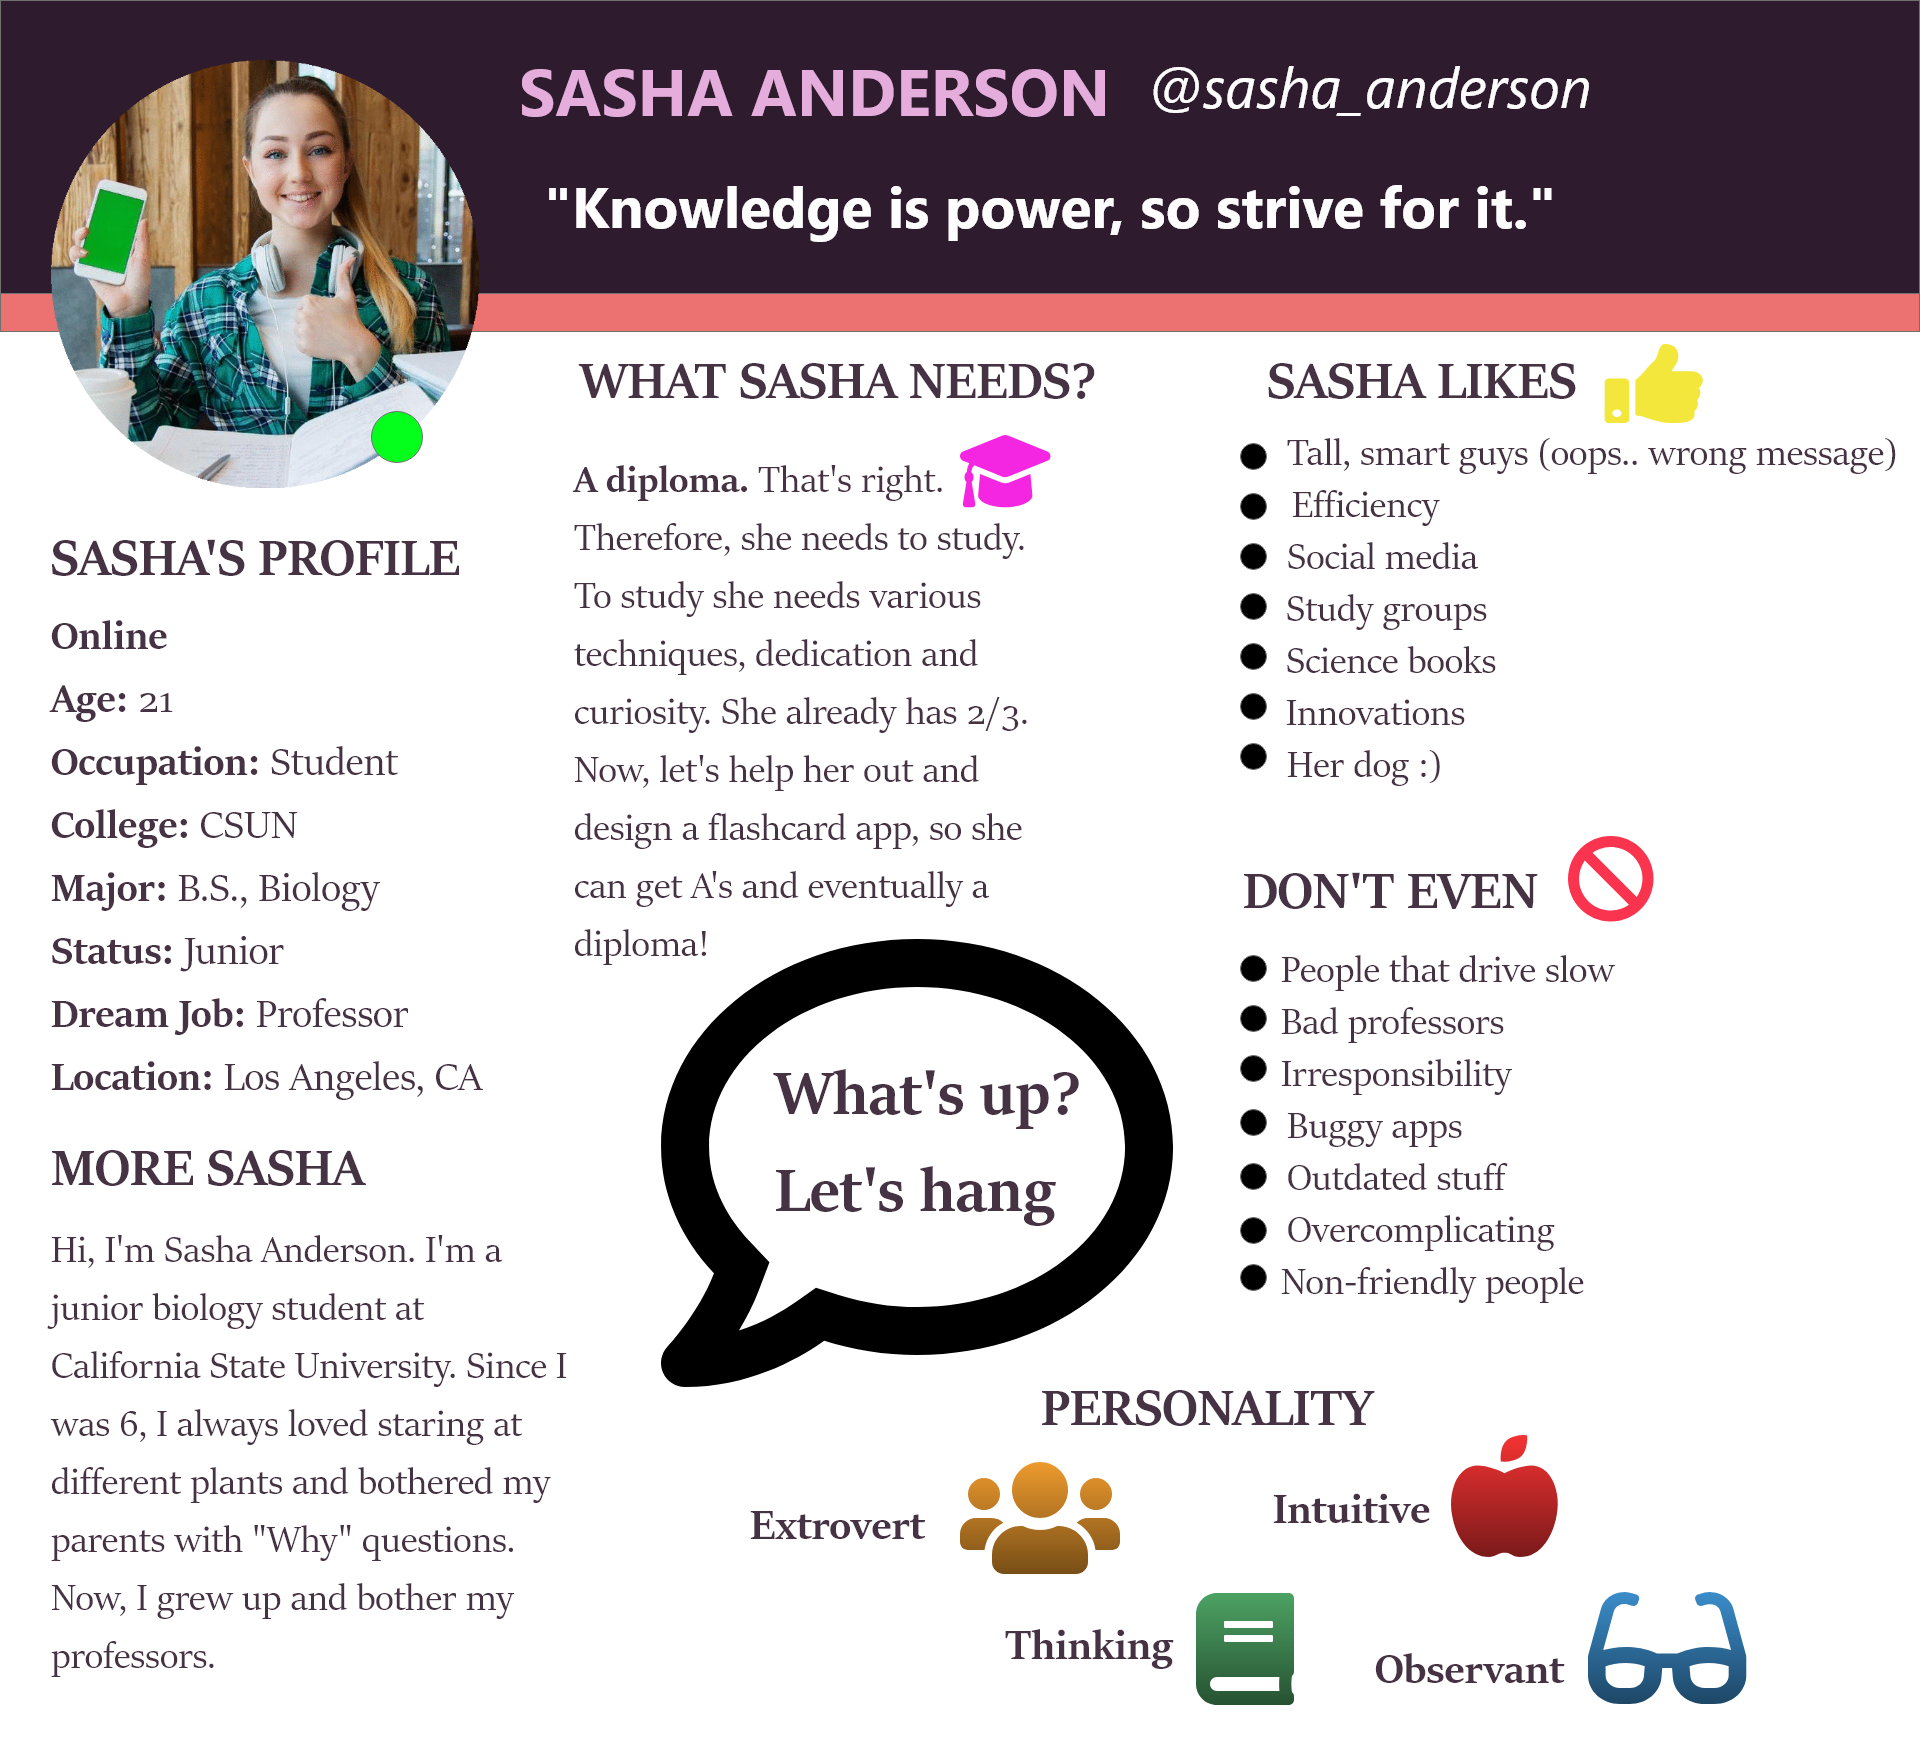 SASHA ANDERSON @sasha_anderson
"Knowledge is power, so strive for it."
SASHA'S PROFILE
Online
Age: 21
Occupation: Student
College: CSUN
Major: B.S., Biology
Status: Junior
Dream Job: Professor
Location: Los Angeles, CA
MORE SASHA
Hi, I'm Sasha Anderson. I'm a
junior biology student at
California State University. Since I
was 6, I always loved staring at
different plants and bothered my
parents with "Why" questions.
Now, I grew up and bother my
professors.
WHAT SASHA NEEDS?
A diploma. That's right.
Therefore, she needs to study.
To study she needs various
techniques, dedication and
curiosity. She already has 2/3.
Now, let's help her out and
design a flashcard app, so she
can get A's and eventually a
diploma!
What's up?
Let's hang
SASHA LIKES
Tall, smart guys (oops.. wrong message)
Efficiency
Social media
Study groups
Science books
Innovations
Her dog :)
DON'T EVEN
People that drive slow
Bad professors
Irresponsibility
Buggy apps
Outdated stuff
Overcomplicating
Non-friendly people
PERSONALITY
Extrovert
Intuitive
Thinking
Observant